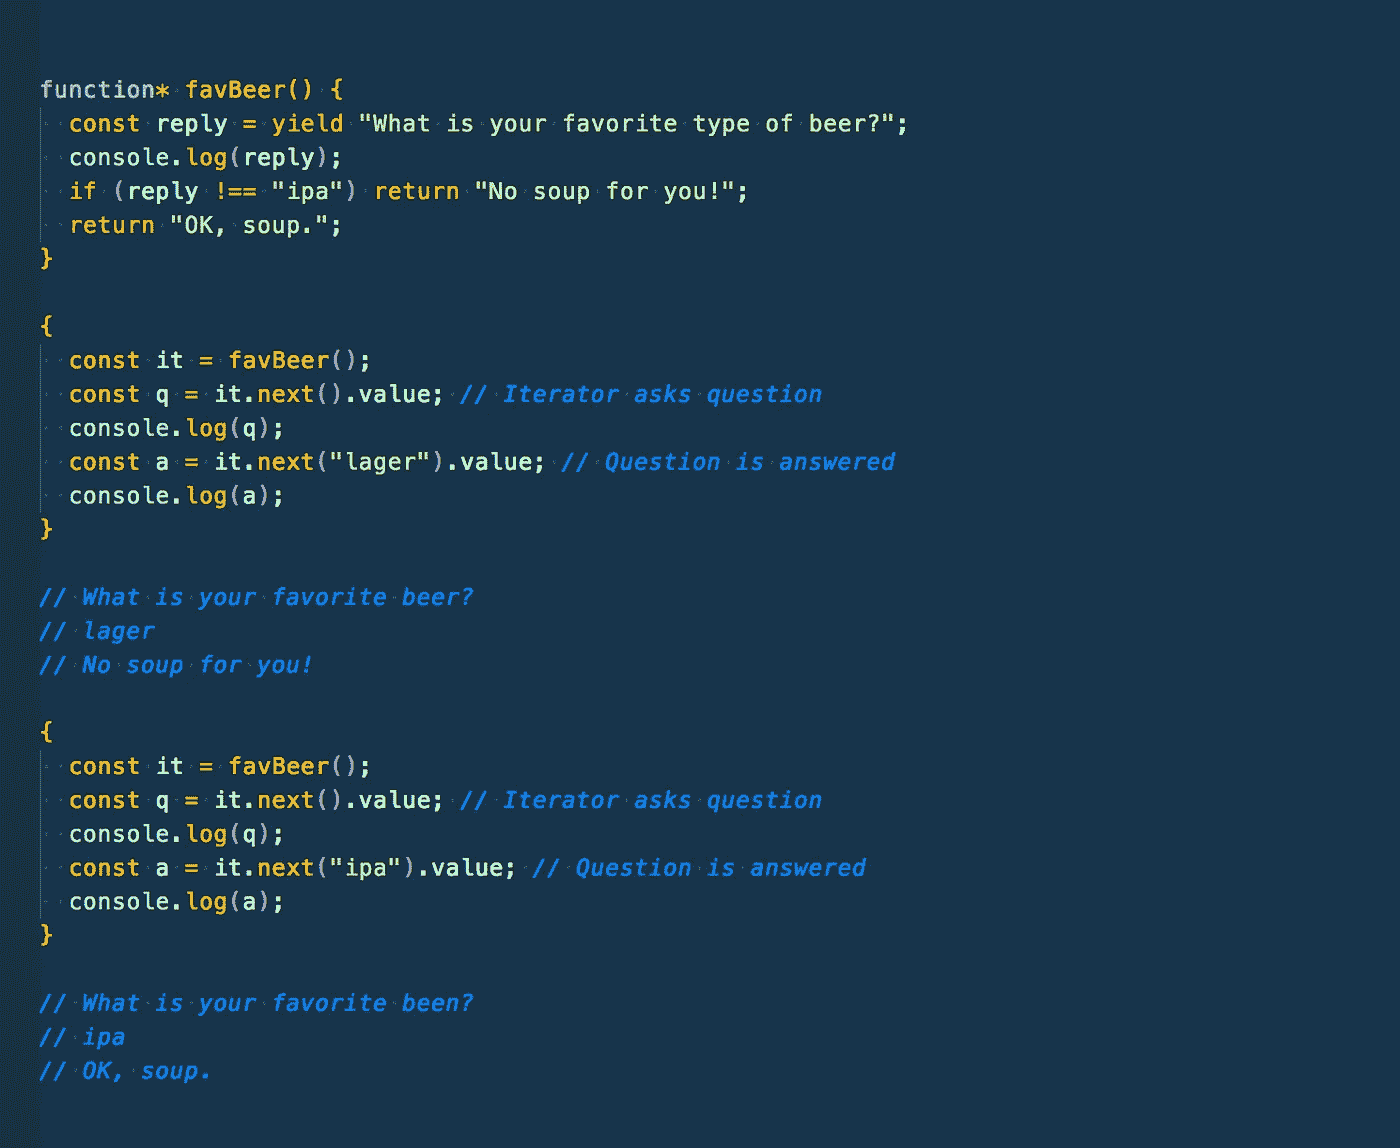 function* favBeer() {
  const reply = yield "What is your favorite type of beer?";
  console.log(reply);
  if (reply !== "ipa") return "No soup for you!";
  return "OK, soup.";
}

{
  const it = favBeer();
  const q = it.next().value; // Iterator asks question
  console.log(q);
  const a = it.next("lager").value; // Question is answered
  console.log(a);
}

// What is your favorite beer?
// lager
// No soup for you!

{
  const it = favBeer();
  const q = it.next().value; // Iterator asks question
  console.log(q);
  const a = it.next("ipa").value; // Question is answered
  console.log(a);
}

// What is your favorite been?
// ipa
// OK, soup.